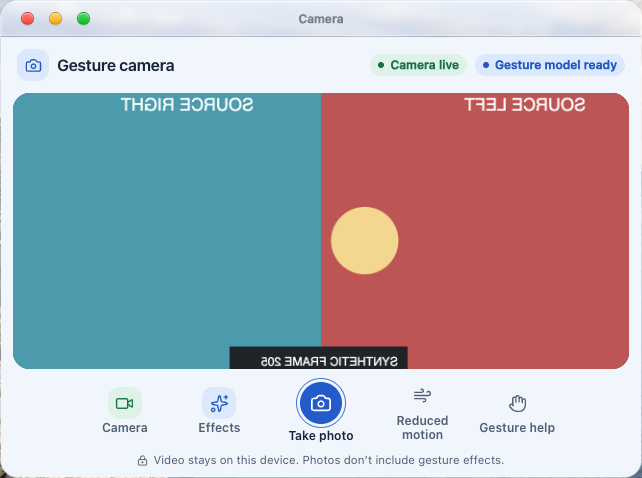 Camera
Gesture camera
Camera live
Gesture model ready
SOURCE RIGHT
SOURCE LEFT
SYNTHETIC FRAME 205
Camera
Effects
Take photo
Reduced
motion
Gesture help
Video stays on this device. Photos don’t include gesture effects.